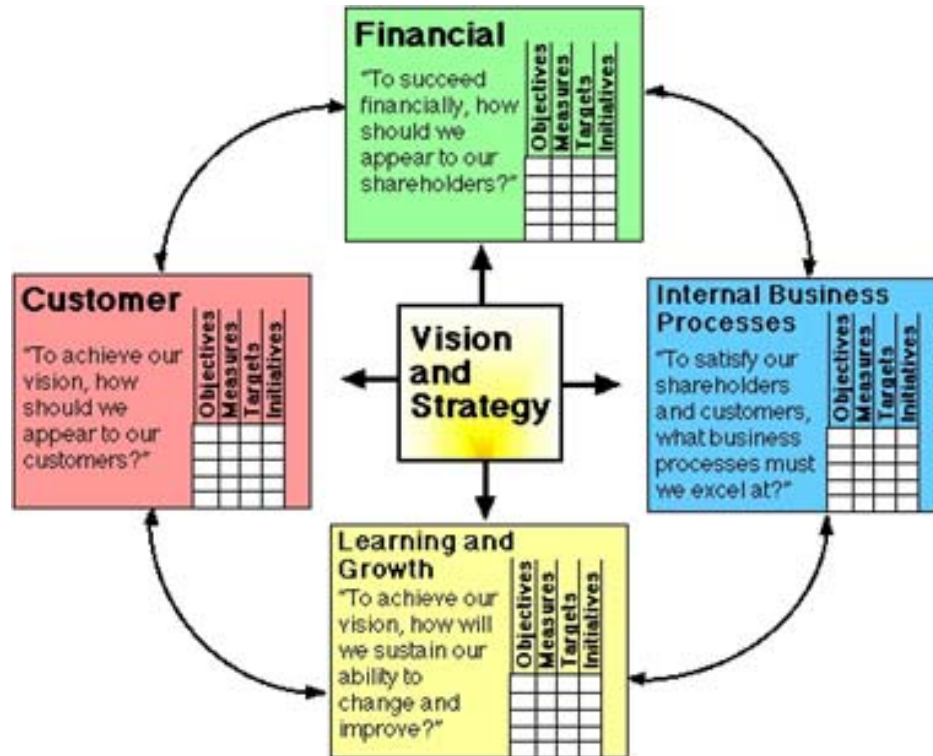 Financial
"To succeed
financially, how
should we
appear to our
shareholders?"
Objectives
Measures
Targets
Initiatives
Customer
"To achieve our
vision, how
should we
appear to our
customers?"
Objectives
Measures
Targets
Initiatives
Vision
and
Strategy
Internal Business
Processes
"To satisfy our
shareholders
and customers,
what business
processes must
we excel at?"
Objectives
Measures
Targets
Initiatives
Learning and
Growth
"To achieve our
vision, how will
we sustain our
ability to
change and
improve?"
Objectives
Measures
Targets
Initiatives